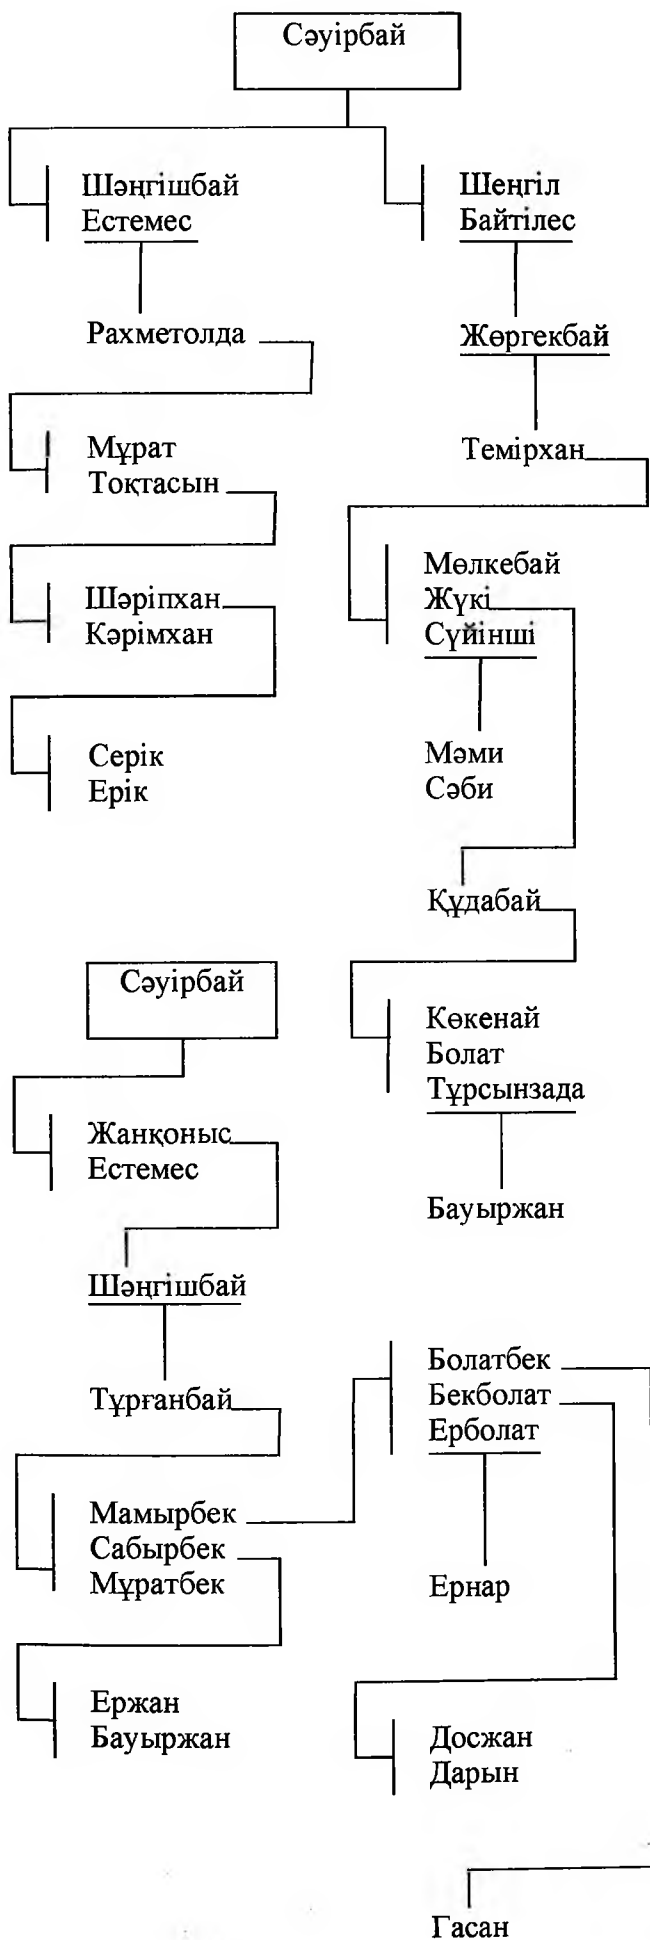 Сәуірбай
Шәңгішбай
Естемес
Рахметолда
Мұрат
Тоқтасын
Шәріпхан
Кәрімхан
Серік
Ерік
Шеңгіл
Байтілес
Жөргекбай
Темірхан
Мөлкебай
Жүкі
Сүйінші
Мәми
Сәби
Құдабай
Көкенай
Болат
Тұрсынзада
Бауыржан
Сәуірбай
Жанқоныс
Естемес
Шәңгішбай
Тұрғанбай
Мамырбек
Сабырбек
Мұратбек
Ержан
Бауыржан
Болатбек
Бекболат
Ерболат
Ернар
Досжан
Дарын
Гасан